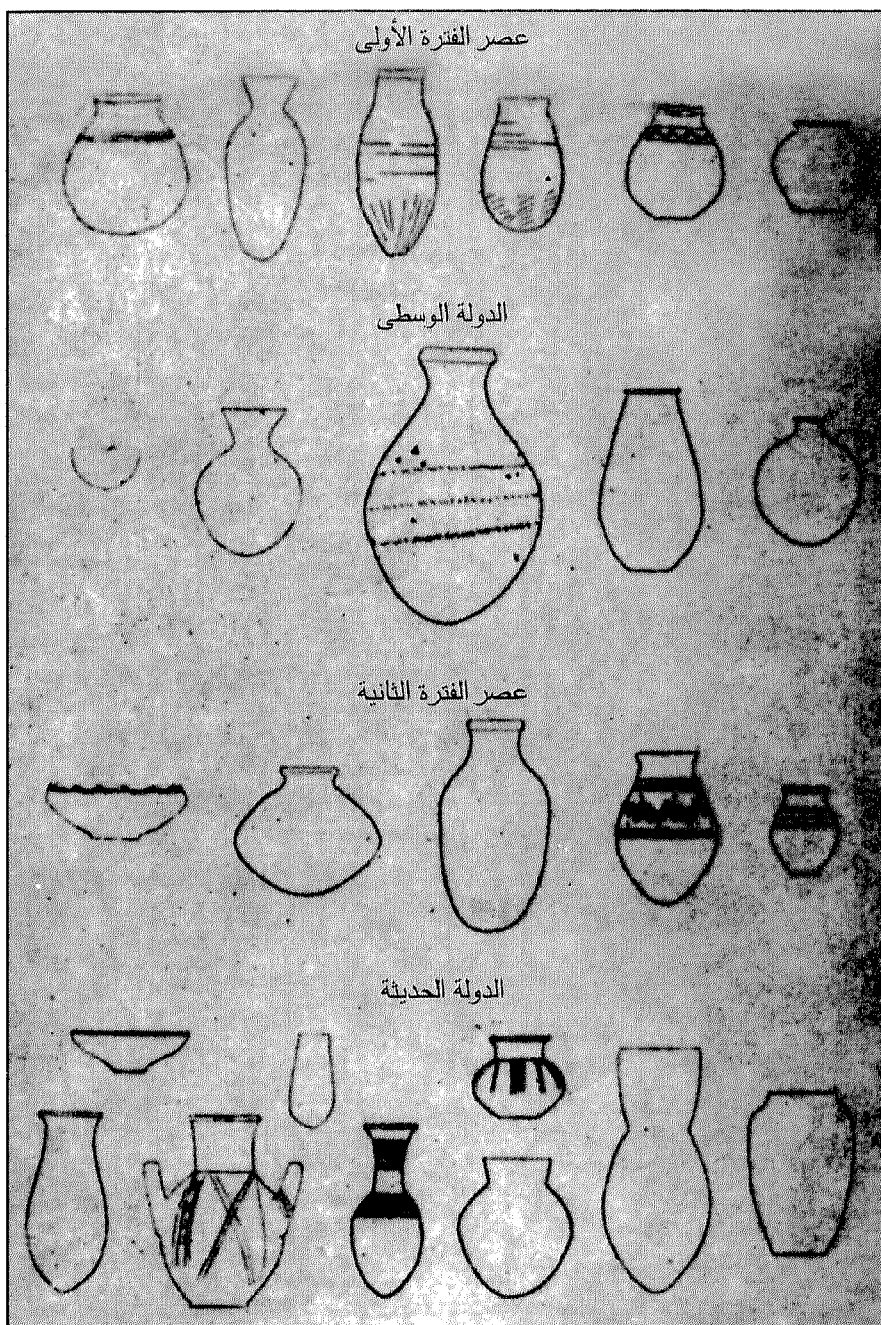 عصر الفترة الأولى
الدولة الوسطى
عصر الفترة الثانية
الدولة الحديثة